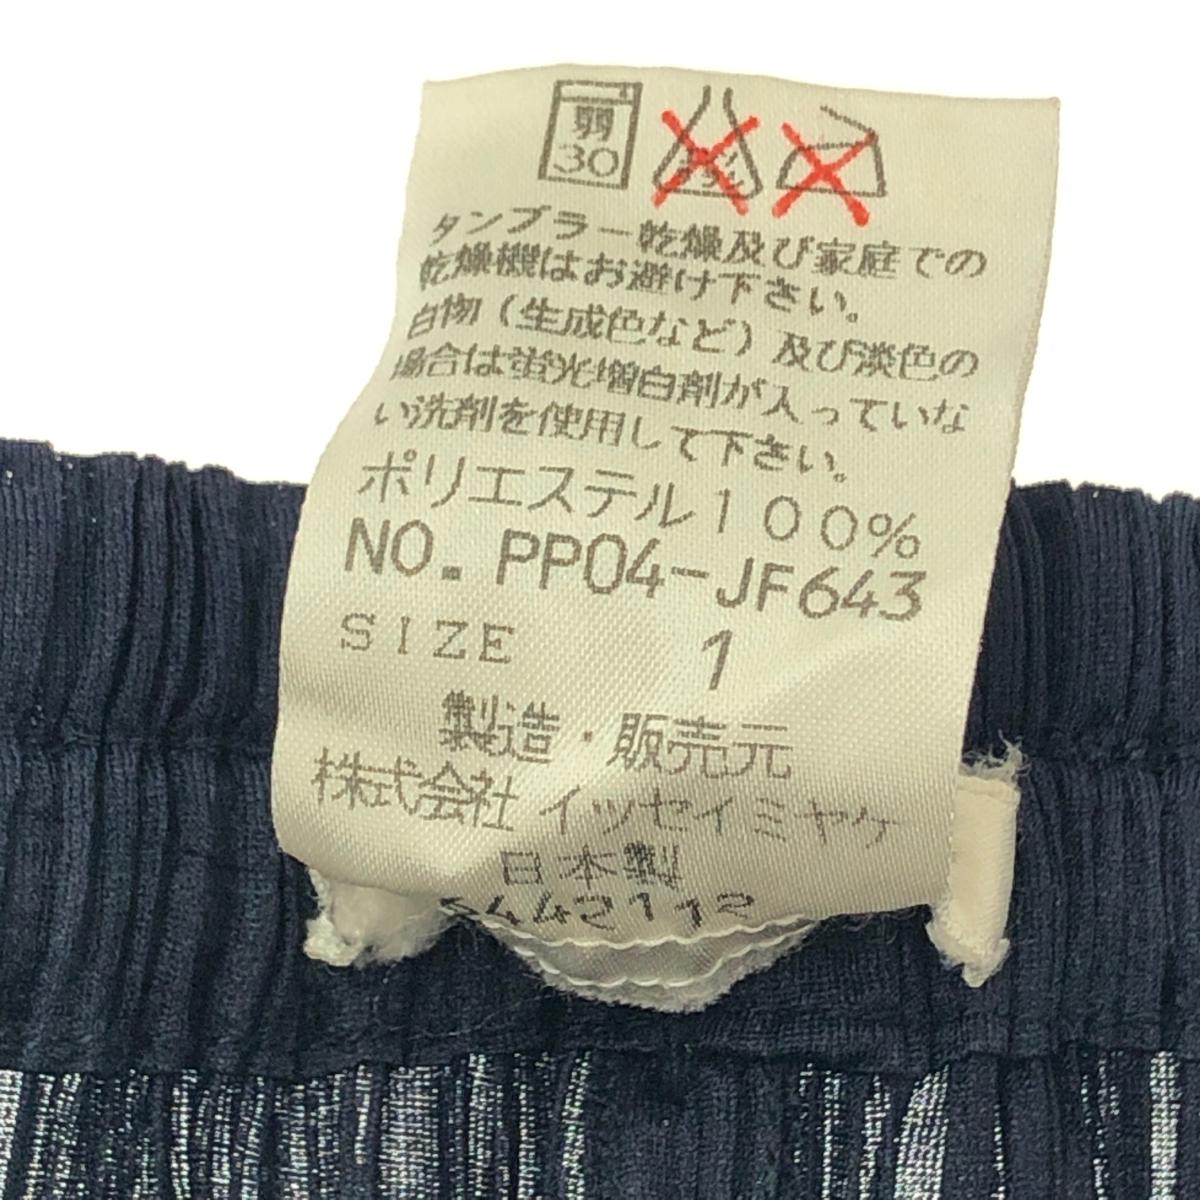 弱
30
タンブラー乾燥及び家庭での
乾燥機はお避け下さい。
白物(生成色など)及び淡色の
場合は蛍光増白剤が入っていな
い洗剤を使用して下さい。
ポリエステル100%
NO. PP04-JF643
SIZE 1
製造・販売元
株式会社 イッセイミヤケ
日本製